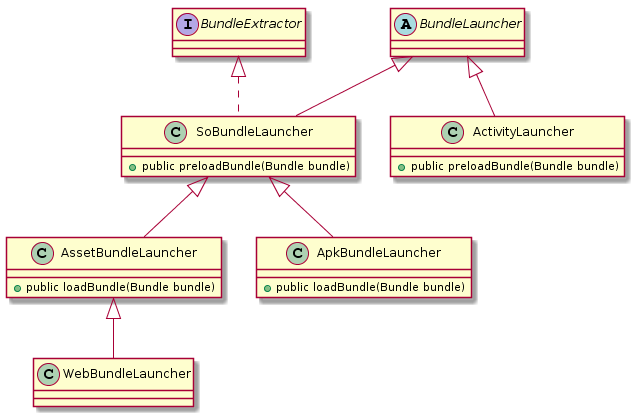 I BundleExtractor
A BundleLauncher
C SoBundleLauncher
public preloadBundle(Bundle bundle)
C ActivityLauncher
public preloadBundle(Bundle bundle)
C AssetBundleLauncher
public loadBundle(Bundle bundle)
C ApkBundleLauncher
public loadBundle(Bundle bundle)
C WebBundleLauncher